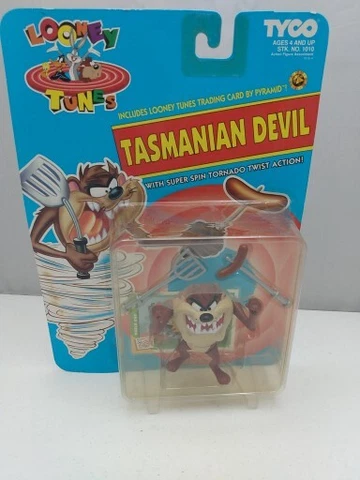 LOONEY
TUNES
TYCO
AGES 4 AND UP
STK. NO. 1010
INCLUDES LOONEY TUNES TRADING CARD BY PYRAMID™!
TASMANIAN DEVIL
WITH SUPER SPIN TORNADO TWIST ACTION!